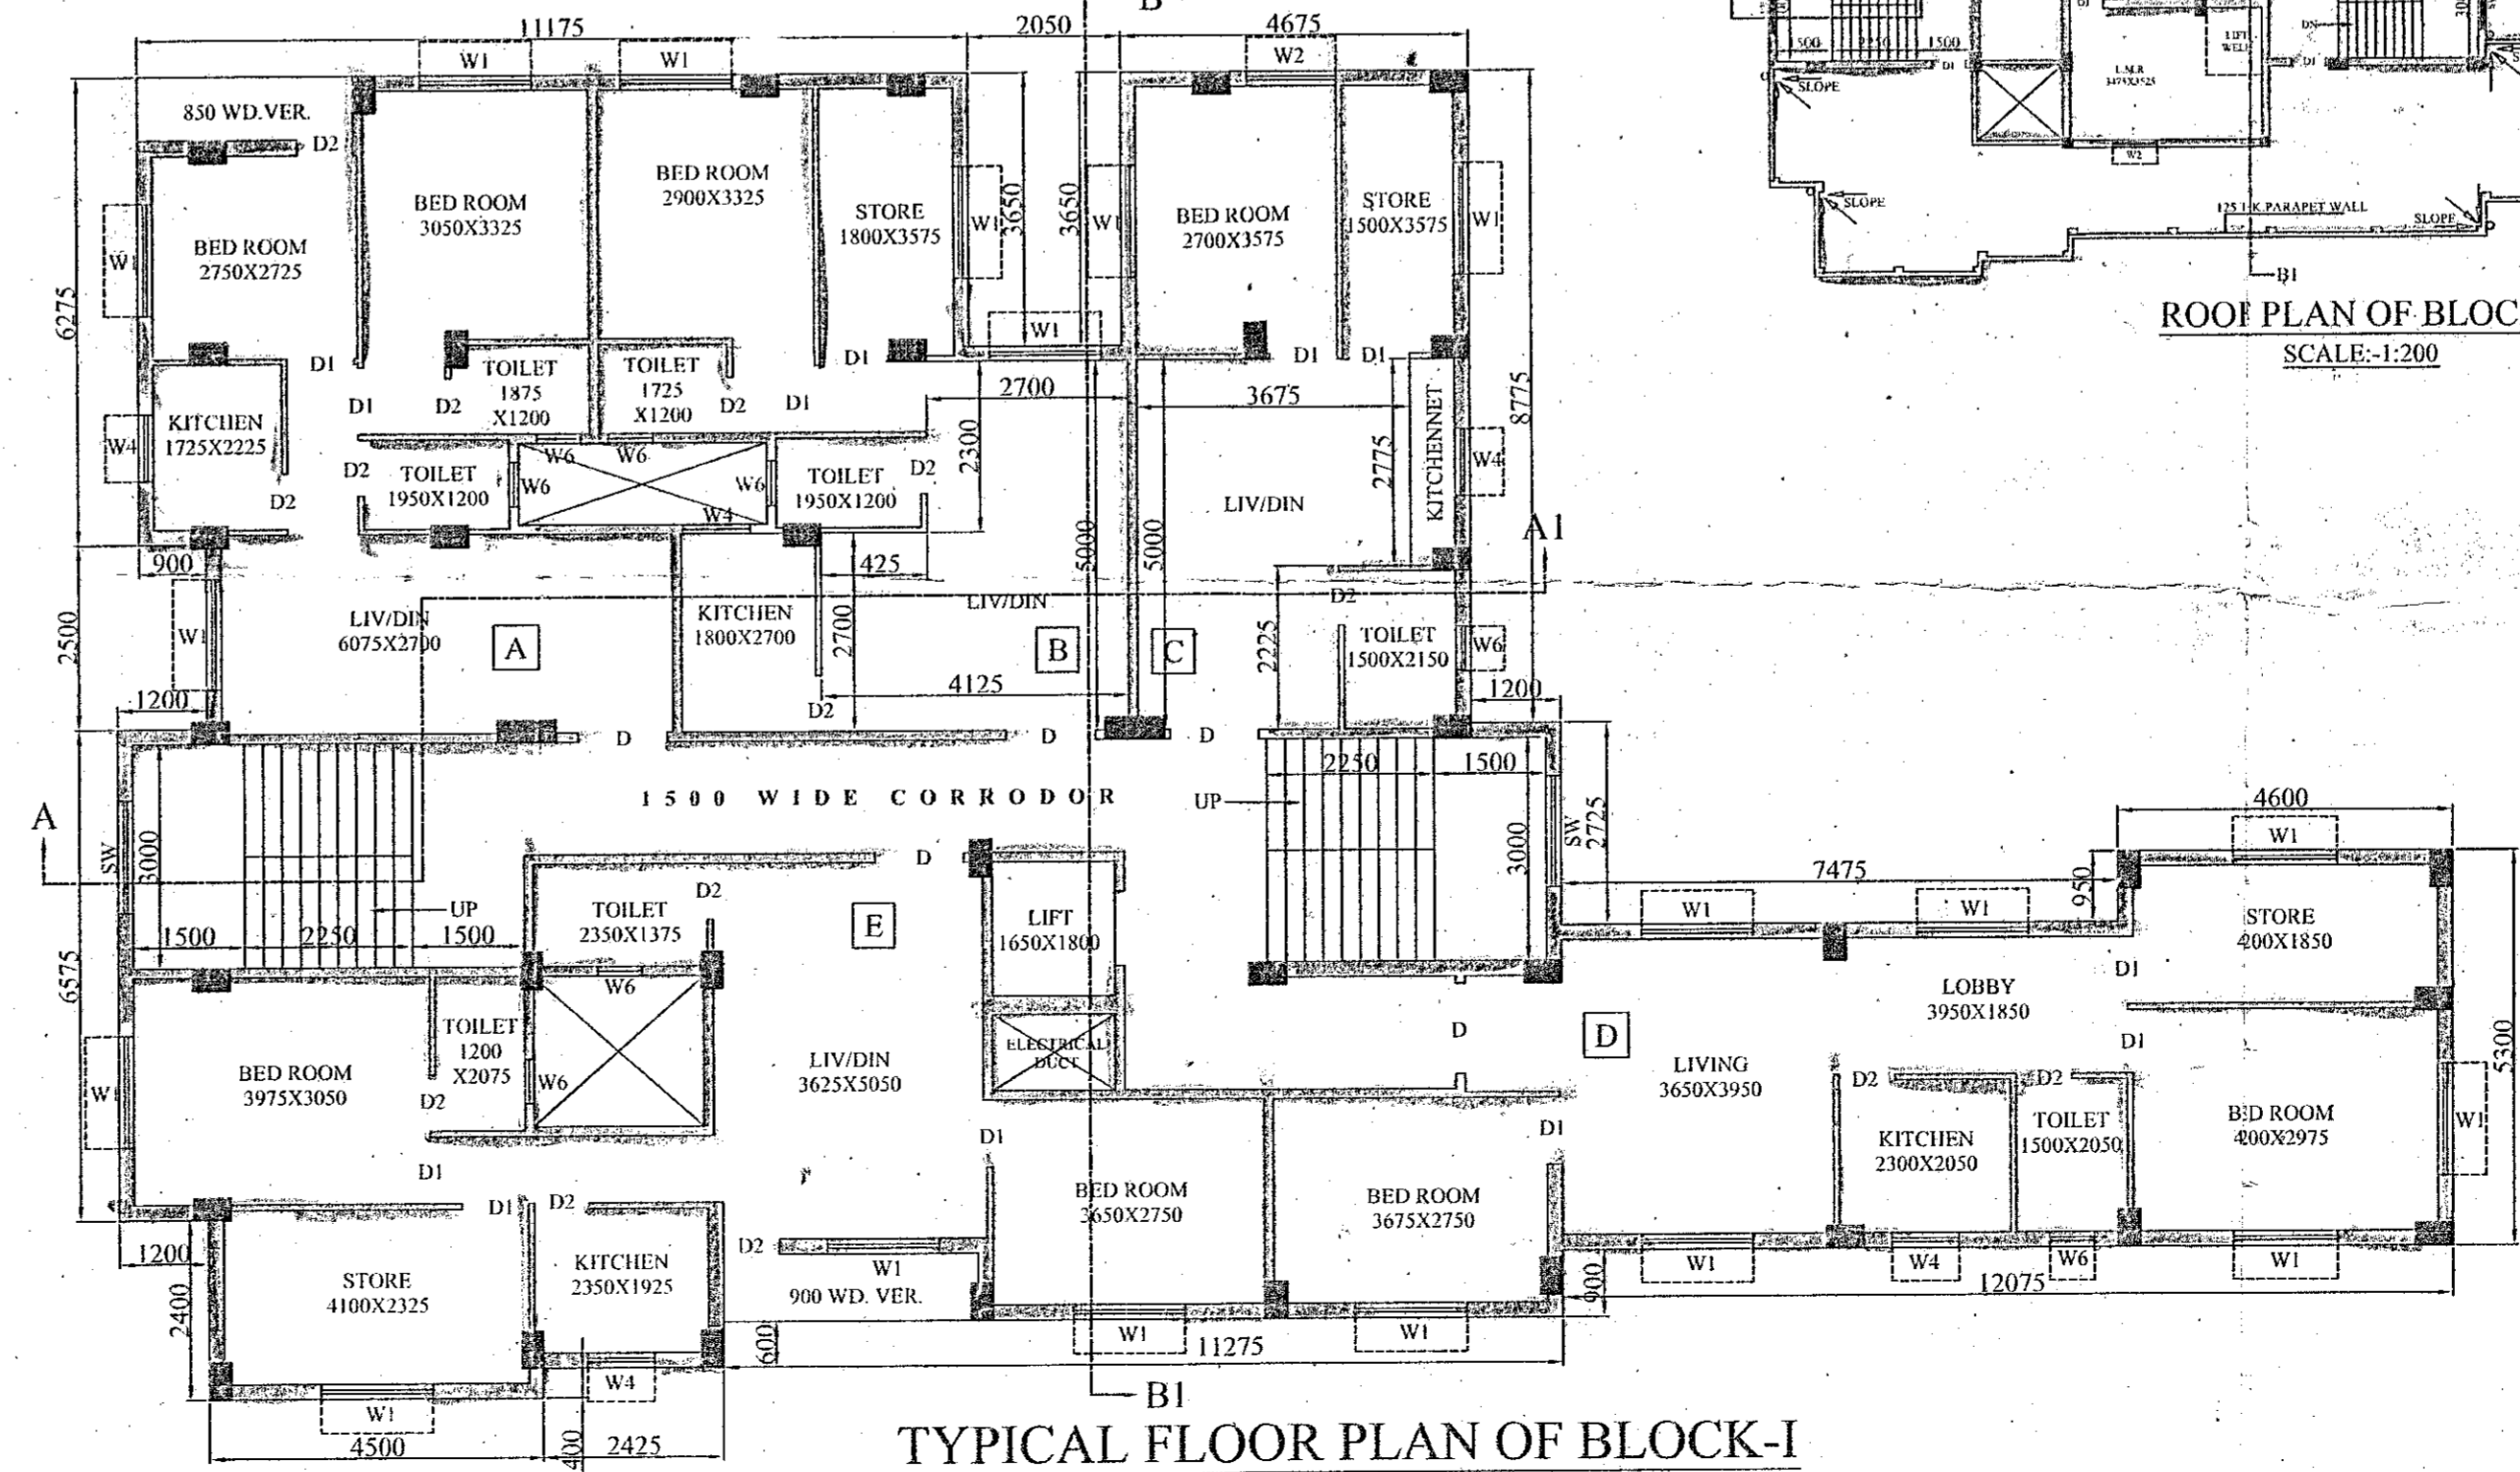 B
11175
2050
4675
W1
W1
W2
850 WD.VER.
D2
BED ROOM
2750X2725
BED ROOM
3050X3325
BED ROOM
2900X3325
STORE
1800X3575
W1
3650
3650
W1
BED ROOM
2700X3575
STORE
1500X3575
W1
W1
6275
W1
8775
D1
D1
D2
TOILET
1875
X1200
TOILET
1725
X1200
D2
D1
D1
D1
D1
2700
3675
KITCHEN
1725X2225
W4
D2
D2
TOILET
1950X1200
W6
W6
W6
W6
W4
TOILET
1950X1200
D2
2300
2775
KITCHENNET
W4
LIV/DIN
A1
900
425
5000
5000
2500
W1
LIV/DIN
6075X2700
A
KITCHEN
1800X2700
2700
LIV/DIN
B
C
D2
2225
TOILET
1500X2150
W6
1200
4125
D2
1200
D
D
D
1500 WIDE CORRODOR
UP
2250
1500
3000
SW
2725
A
SW
3000
1500
2250
1500
UP
D2
D
TOILET
2350X1375
E
LIFT
1650X1800
4600
W1
7475
950
W1
W1
STORE
4200X1850
D1
LOBBY
3950X1850
6575
W6
TOILET
1200
X2075
W6
BED ROOM
3975X3050
W1
D2
LIV/DIN
3625X5050
ELECTRICAL
DUCT
D
D
LIVING
3650X3950
D1
D2
D2
5300
KITCHEN
2300X2050
TOILET
1500X2050
BED ROOM
4200X2975
W1
D1
D1
D1
D1
D2
BED ROOM
3650X2750
BED ROOM
3675X2750
1200
2400
STORE
4100X2325
KITCHEN
2350X1925
D2
W1
900 WD. VER.
600
W1
W1
11275
900
W1
W4
W6
W1
12075
W1
W4
B1
4500
400
2425
TYPICAL FLOOR PLAN OF BLOCK-I
1500
2250
1500
D1
D1
LIFT
WELL
DN
D1
L.M.R
3475X3525
SLOPE
W2
SLOPE
125 T.K.PARAPET WALL
SLOPE
B1
ROOF PLAN OF BLOC
SCALE:-1:200